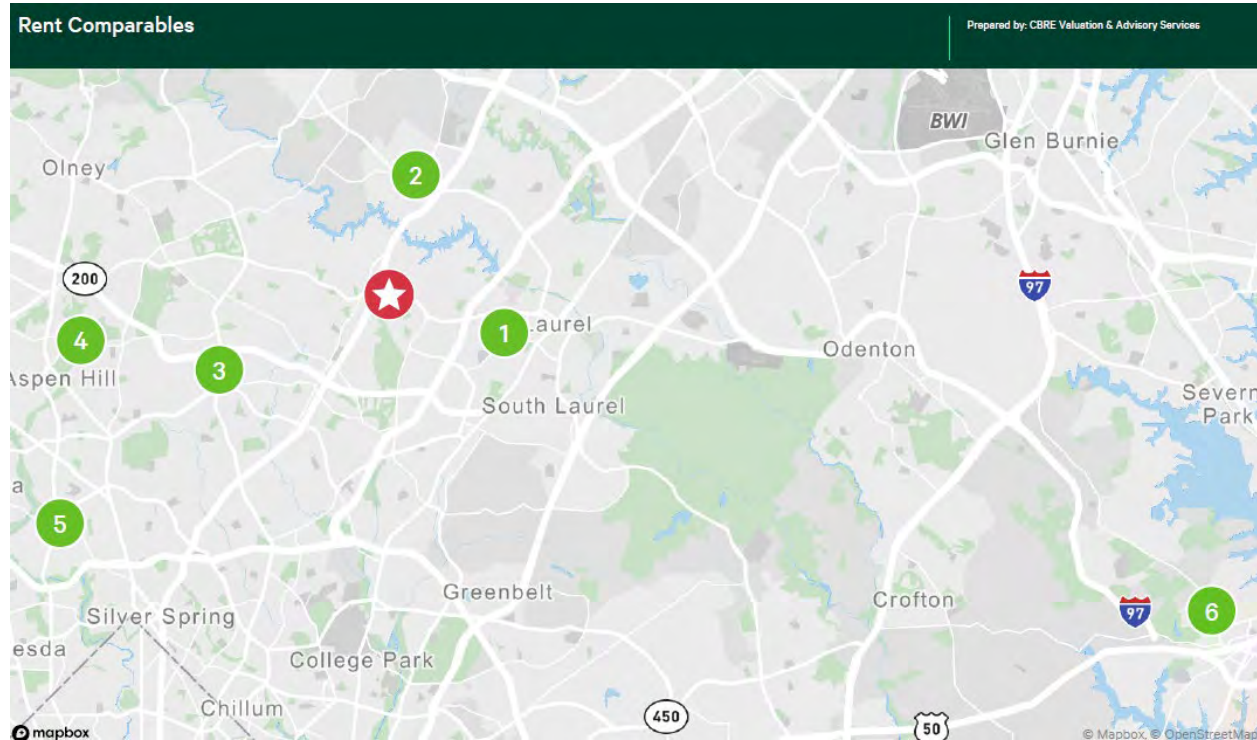 Rent Comparables
Prepared by: CBRE Valuation & Advisory Services
BWI
Glen Burnie
Olney
2
200
97
1
Laurel
4
Odenton
3
Aspen Hill
Severn
Park
South Laurel
a
5
Greenbelt
Crofton
97
6
Silver Spring
esda
College Park
Chillum
450
50
mapbox
© Mapbox, © OpenStreetMap